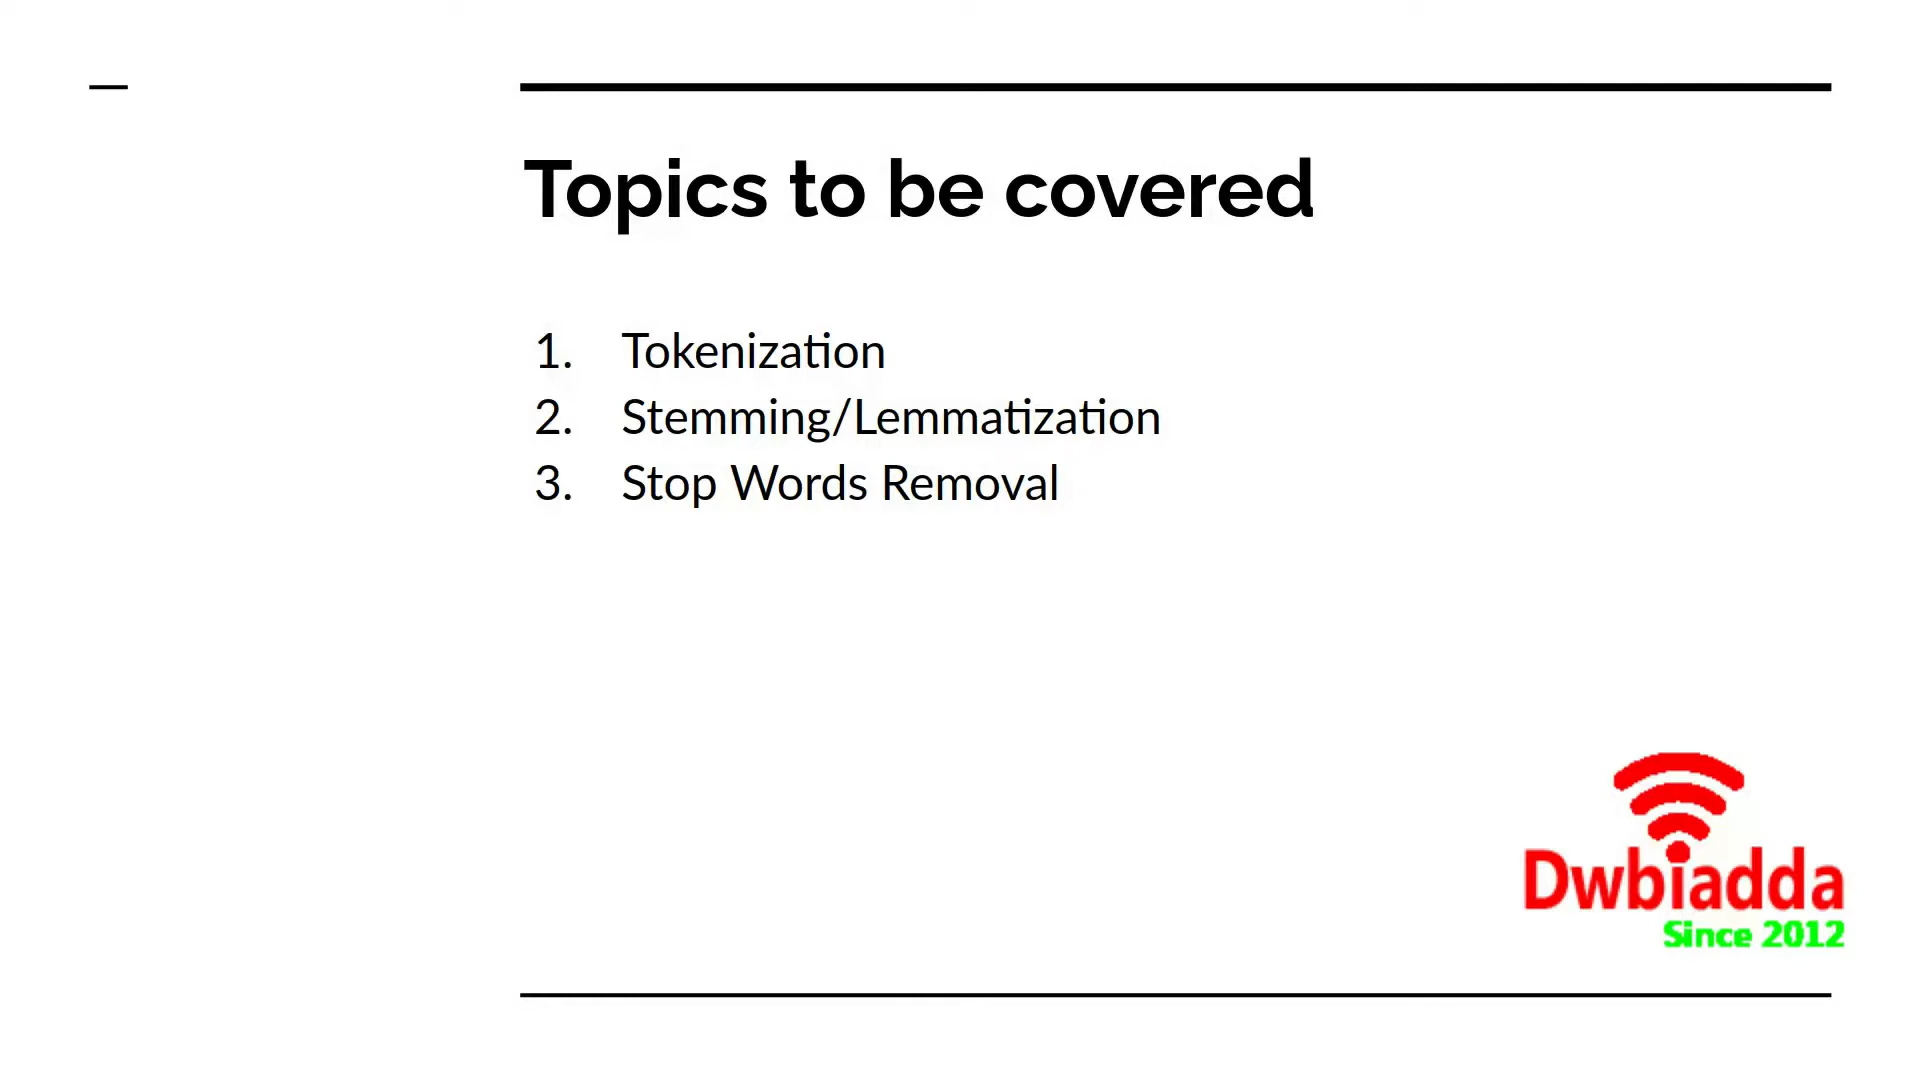 Topics to be covered
1. Tokenization
2. Stemming/Lemmatization
3. Stop Words Removal
Dwbiadda
Since 2012